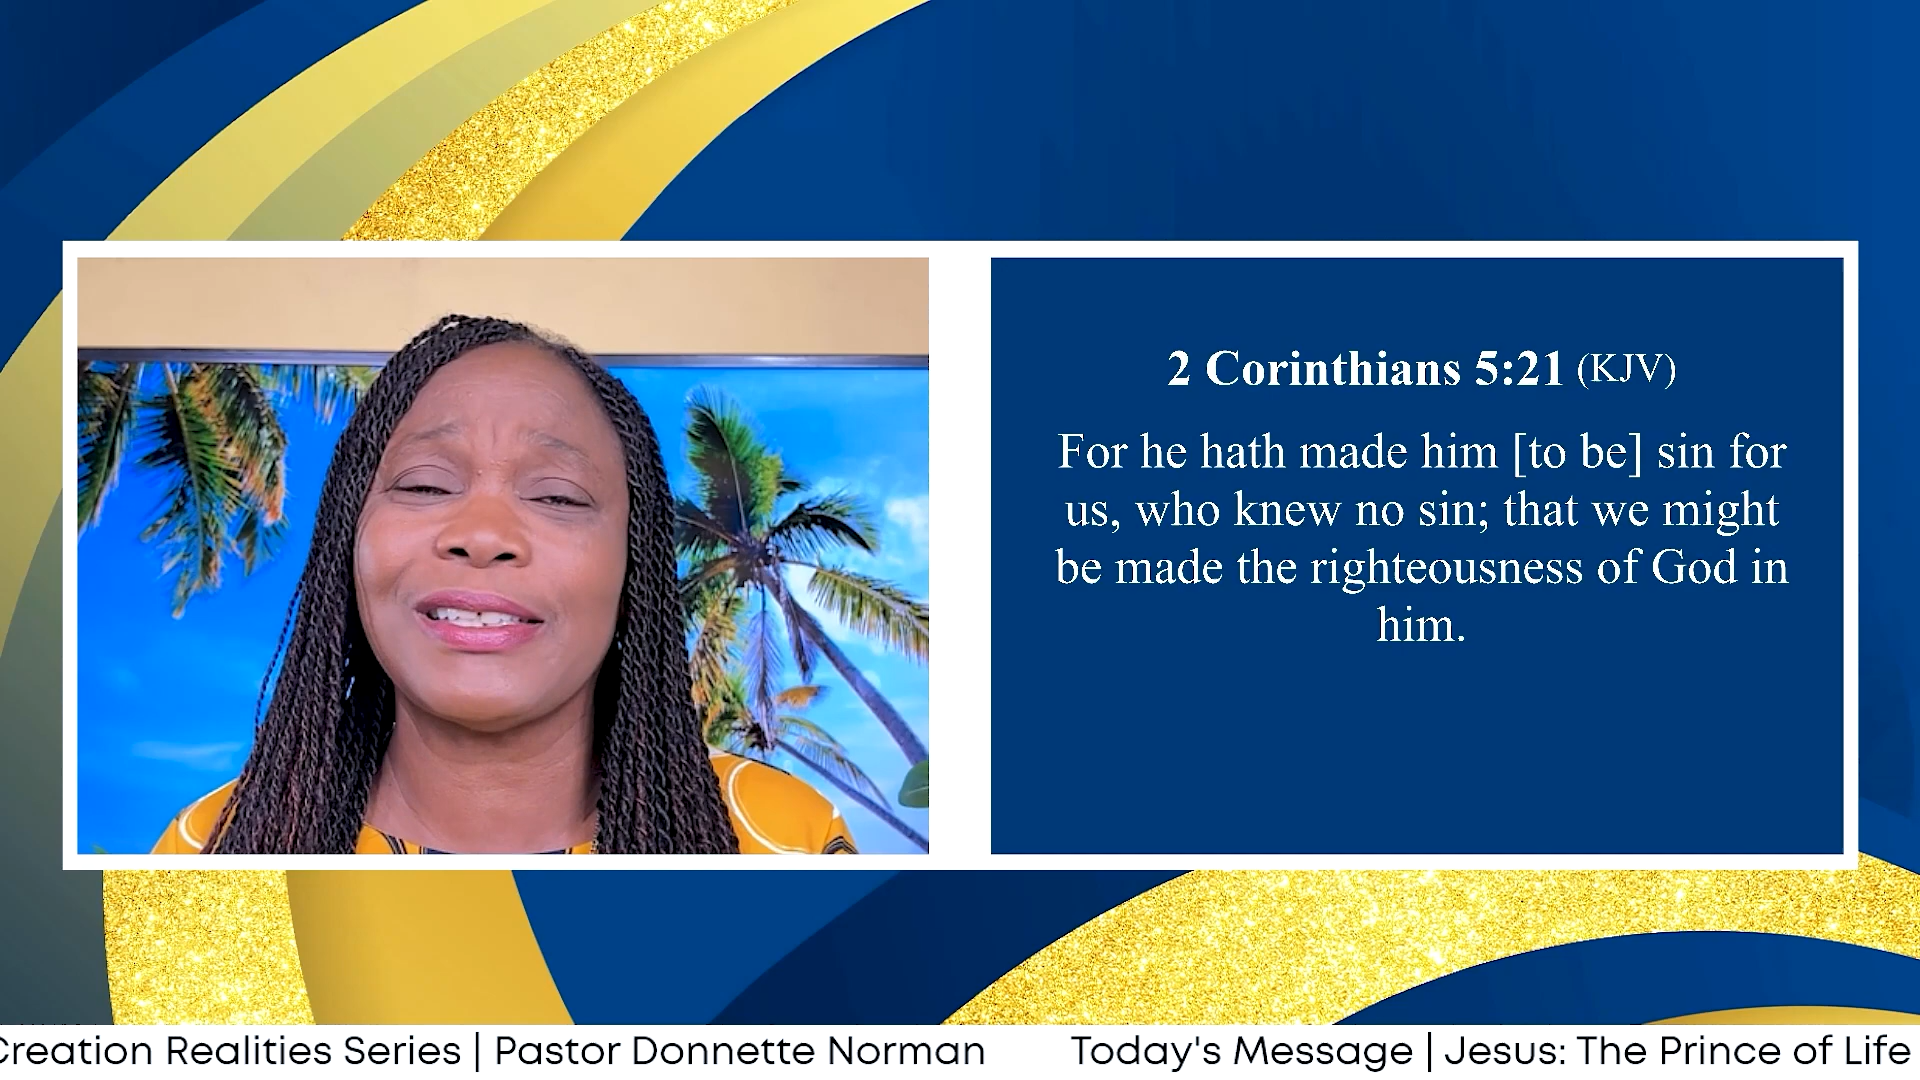 2 Corinthians 5:21 (KJV)
For he hath made him [to be] sin for
us, who knew no sin; that we might
be made the righteousness of God in
him.
Creation Realities Series | Pastor Donnette Norman Today's Message | Jesus: The Prince of Life